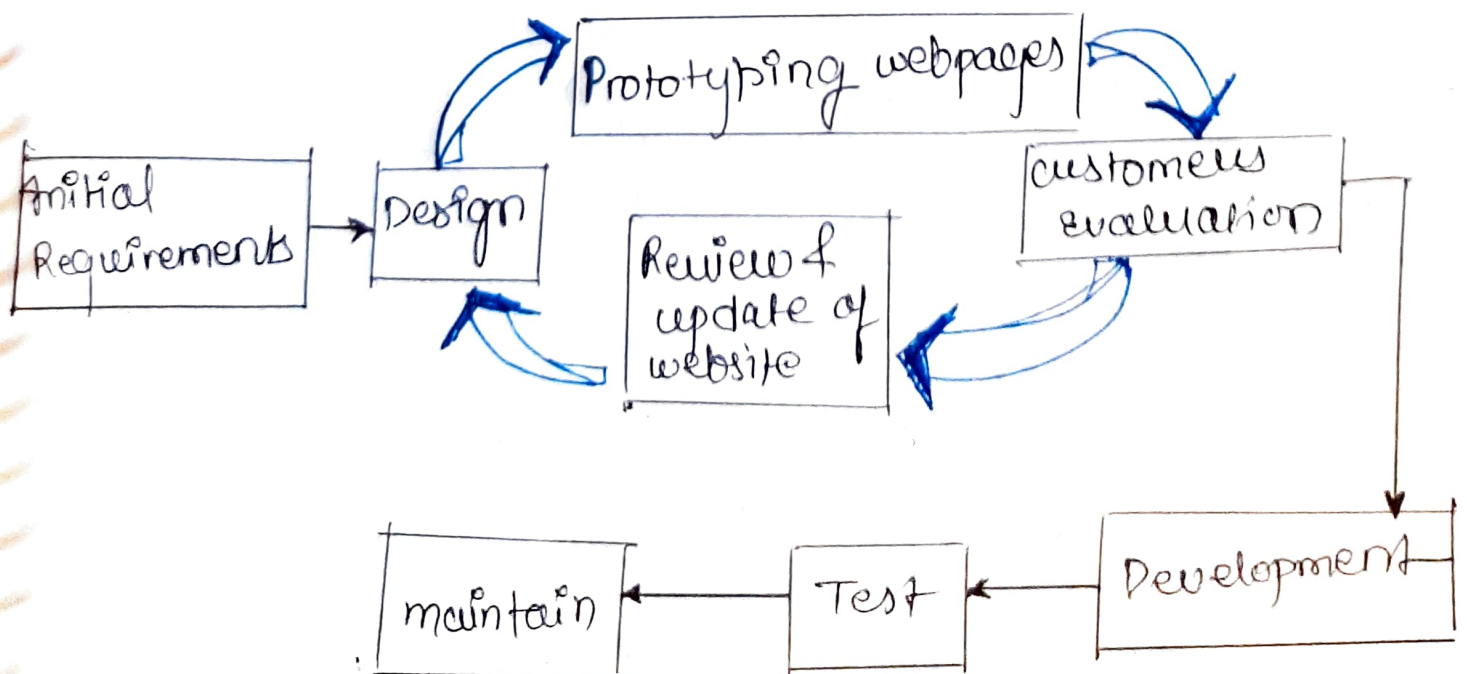 Prototyping webpages
Initial
Requirements
Design
customers
evaluation
Review &
update of
website
Development
Test
maintain